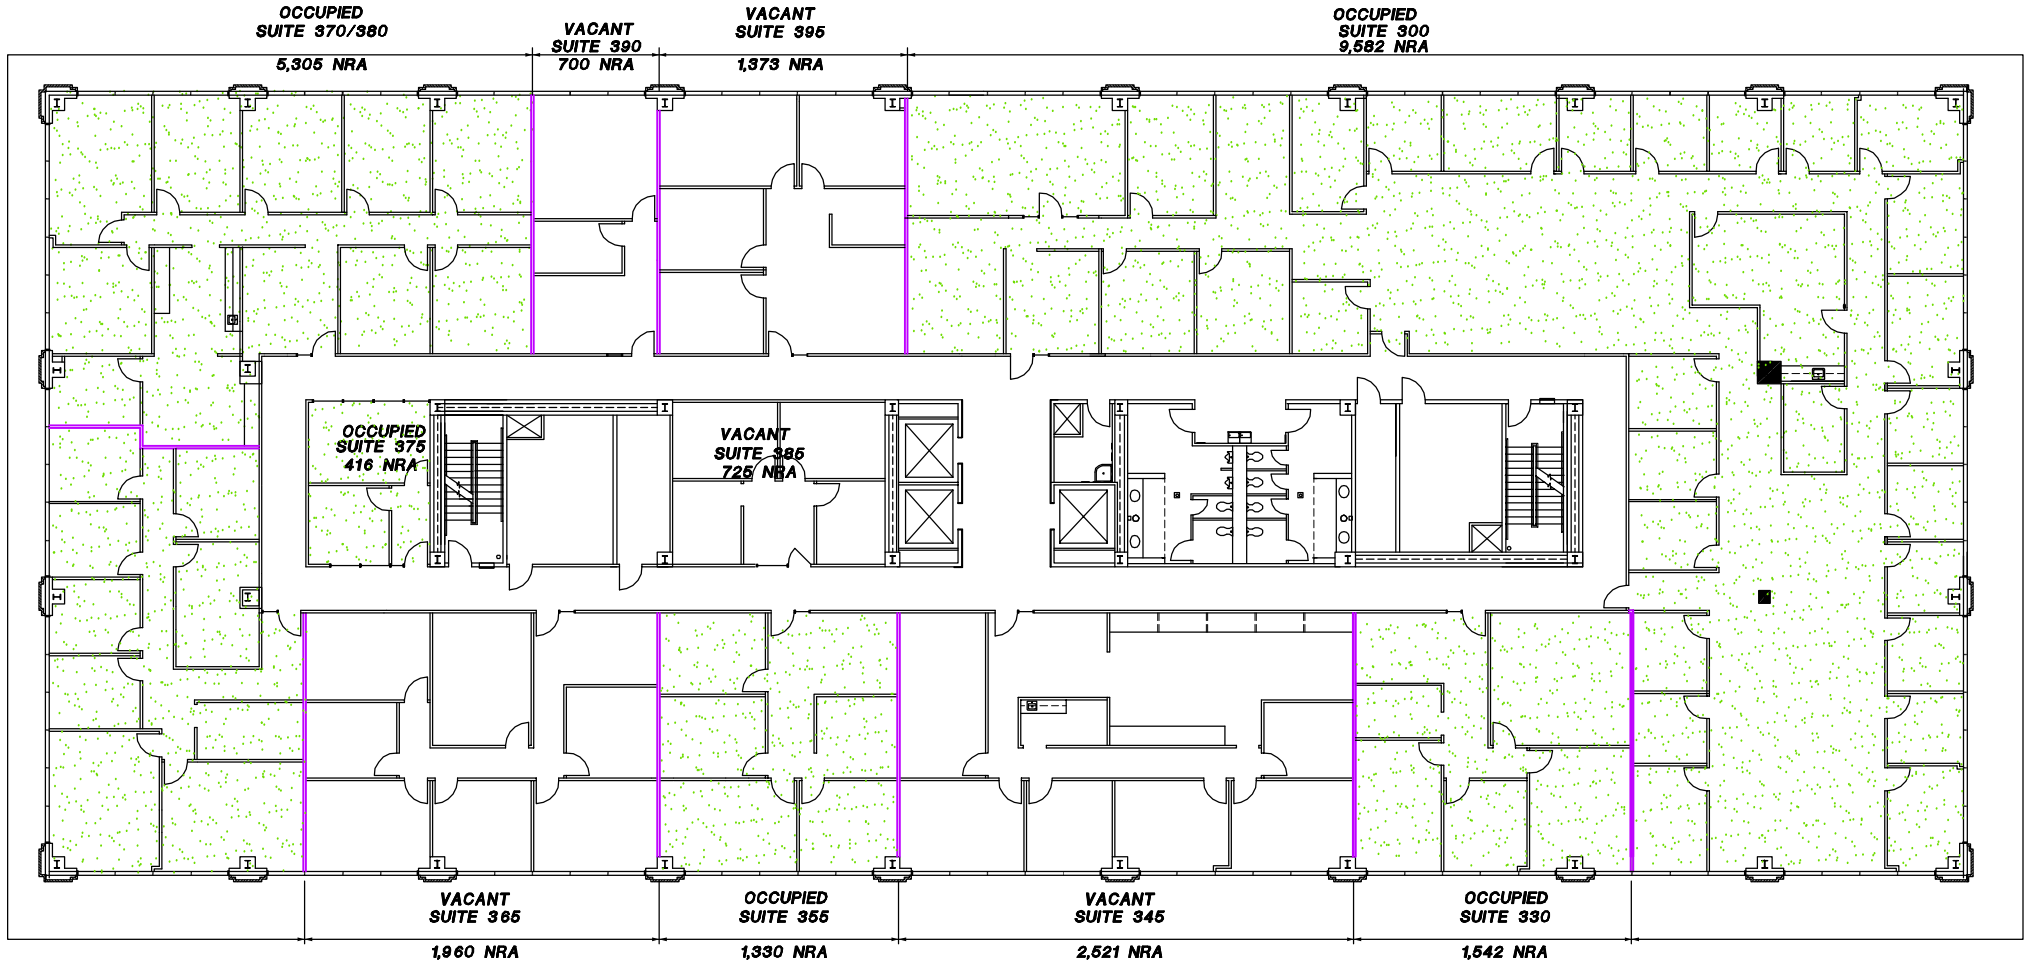 OCCUPIED
SUITE 370/380
5,305 NRA
VACANT
SUITE 390
700 NRA
VACANT
SUITE 395
1,373 NRA
OCCUPIED
SUITE 300
9,582 NRA
OCCUPIED
SUITE 375
416 NRA
VACANT
SUITE 385
725 NRA
VACANT
SUITE 365
1,960 NRA
OCCUPIED
SUITE 355
1,330 NRA
VACANT
SUITE 345
2,521 NRA
OCCUPIED
SUITE 330
1,542 NRA